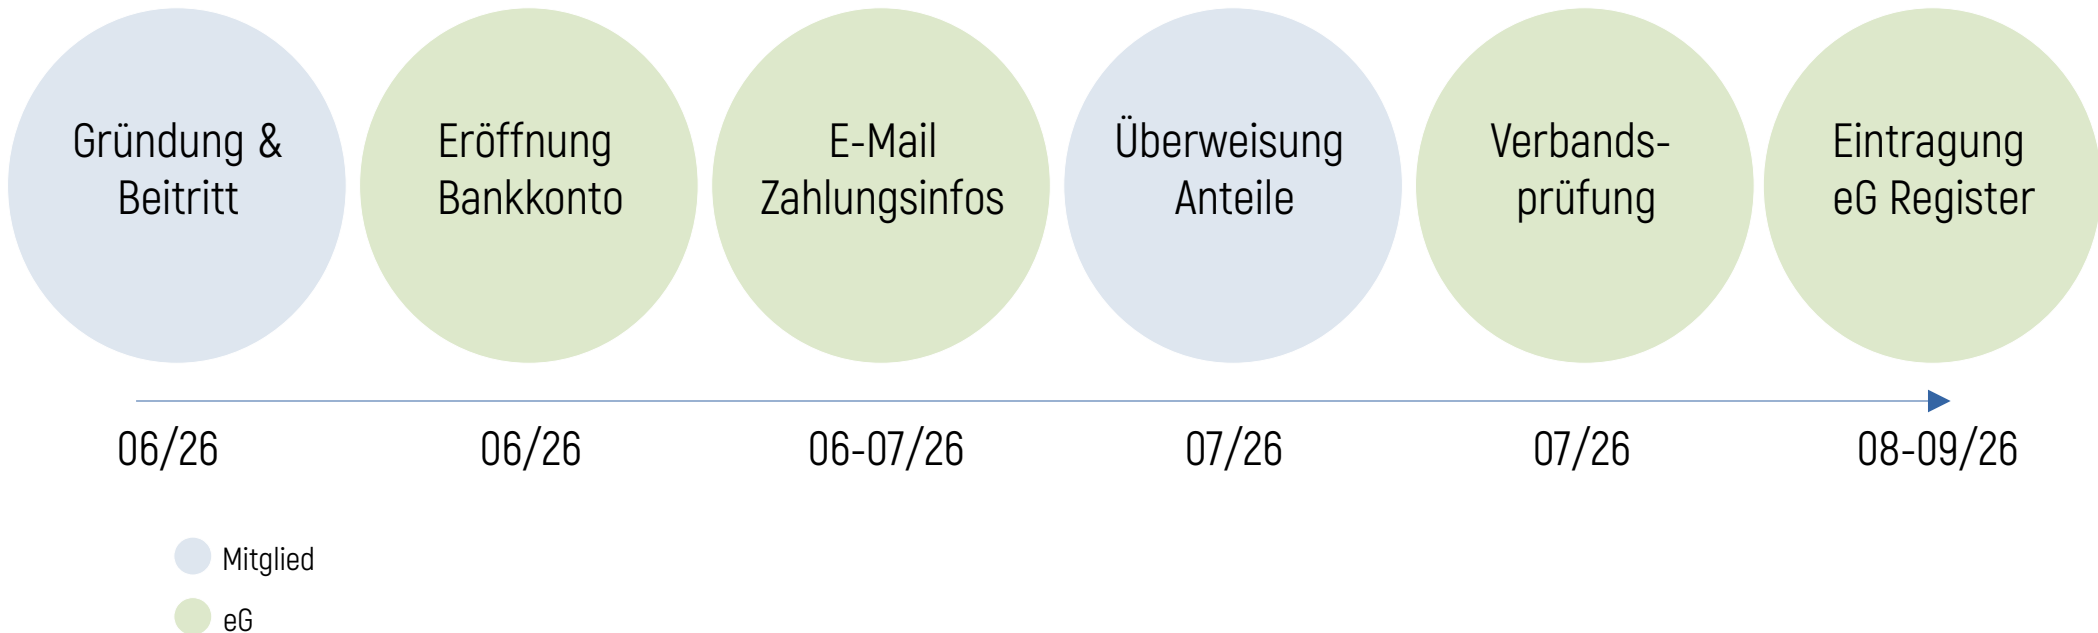 Gründung &
Beitritt
Eröffnung
Bankkonto
E-Mail
Zahlungsinfos
Überweisung
Anteile
Verbands-
prüfung
Eintragung
eG Register
06/26
06/26
06-07/26
07/26
07/26
08-09/26
Mitglied
eG